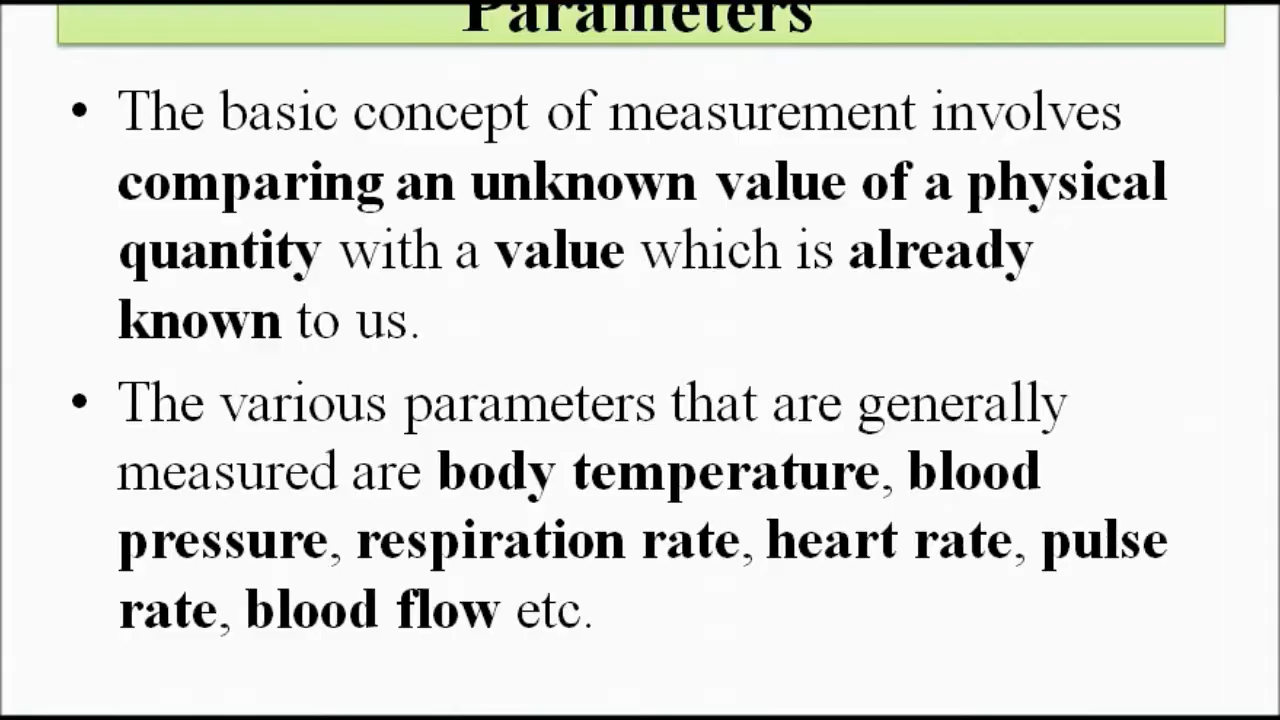 Parameters
• The basic concept of measurement involves
comparing an unknown value of a physical
quantity with a value which is already
known to us.
• The various parameters that are generally
measured are body temperature, blood
pressure, respiration rate, heart rate, pulse
rate, blood flow etc.